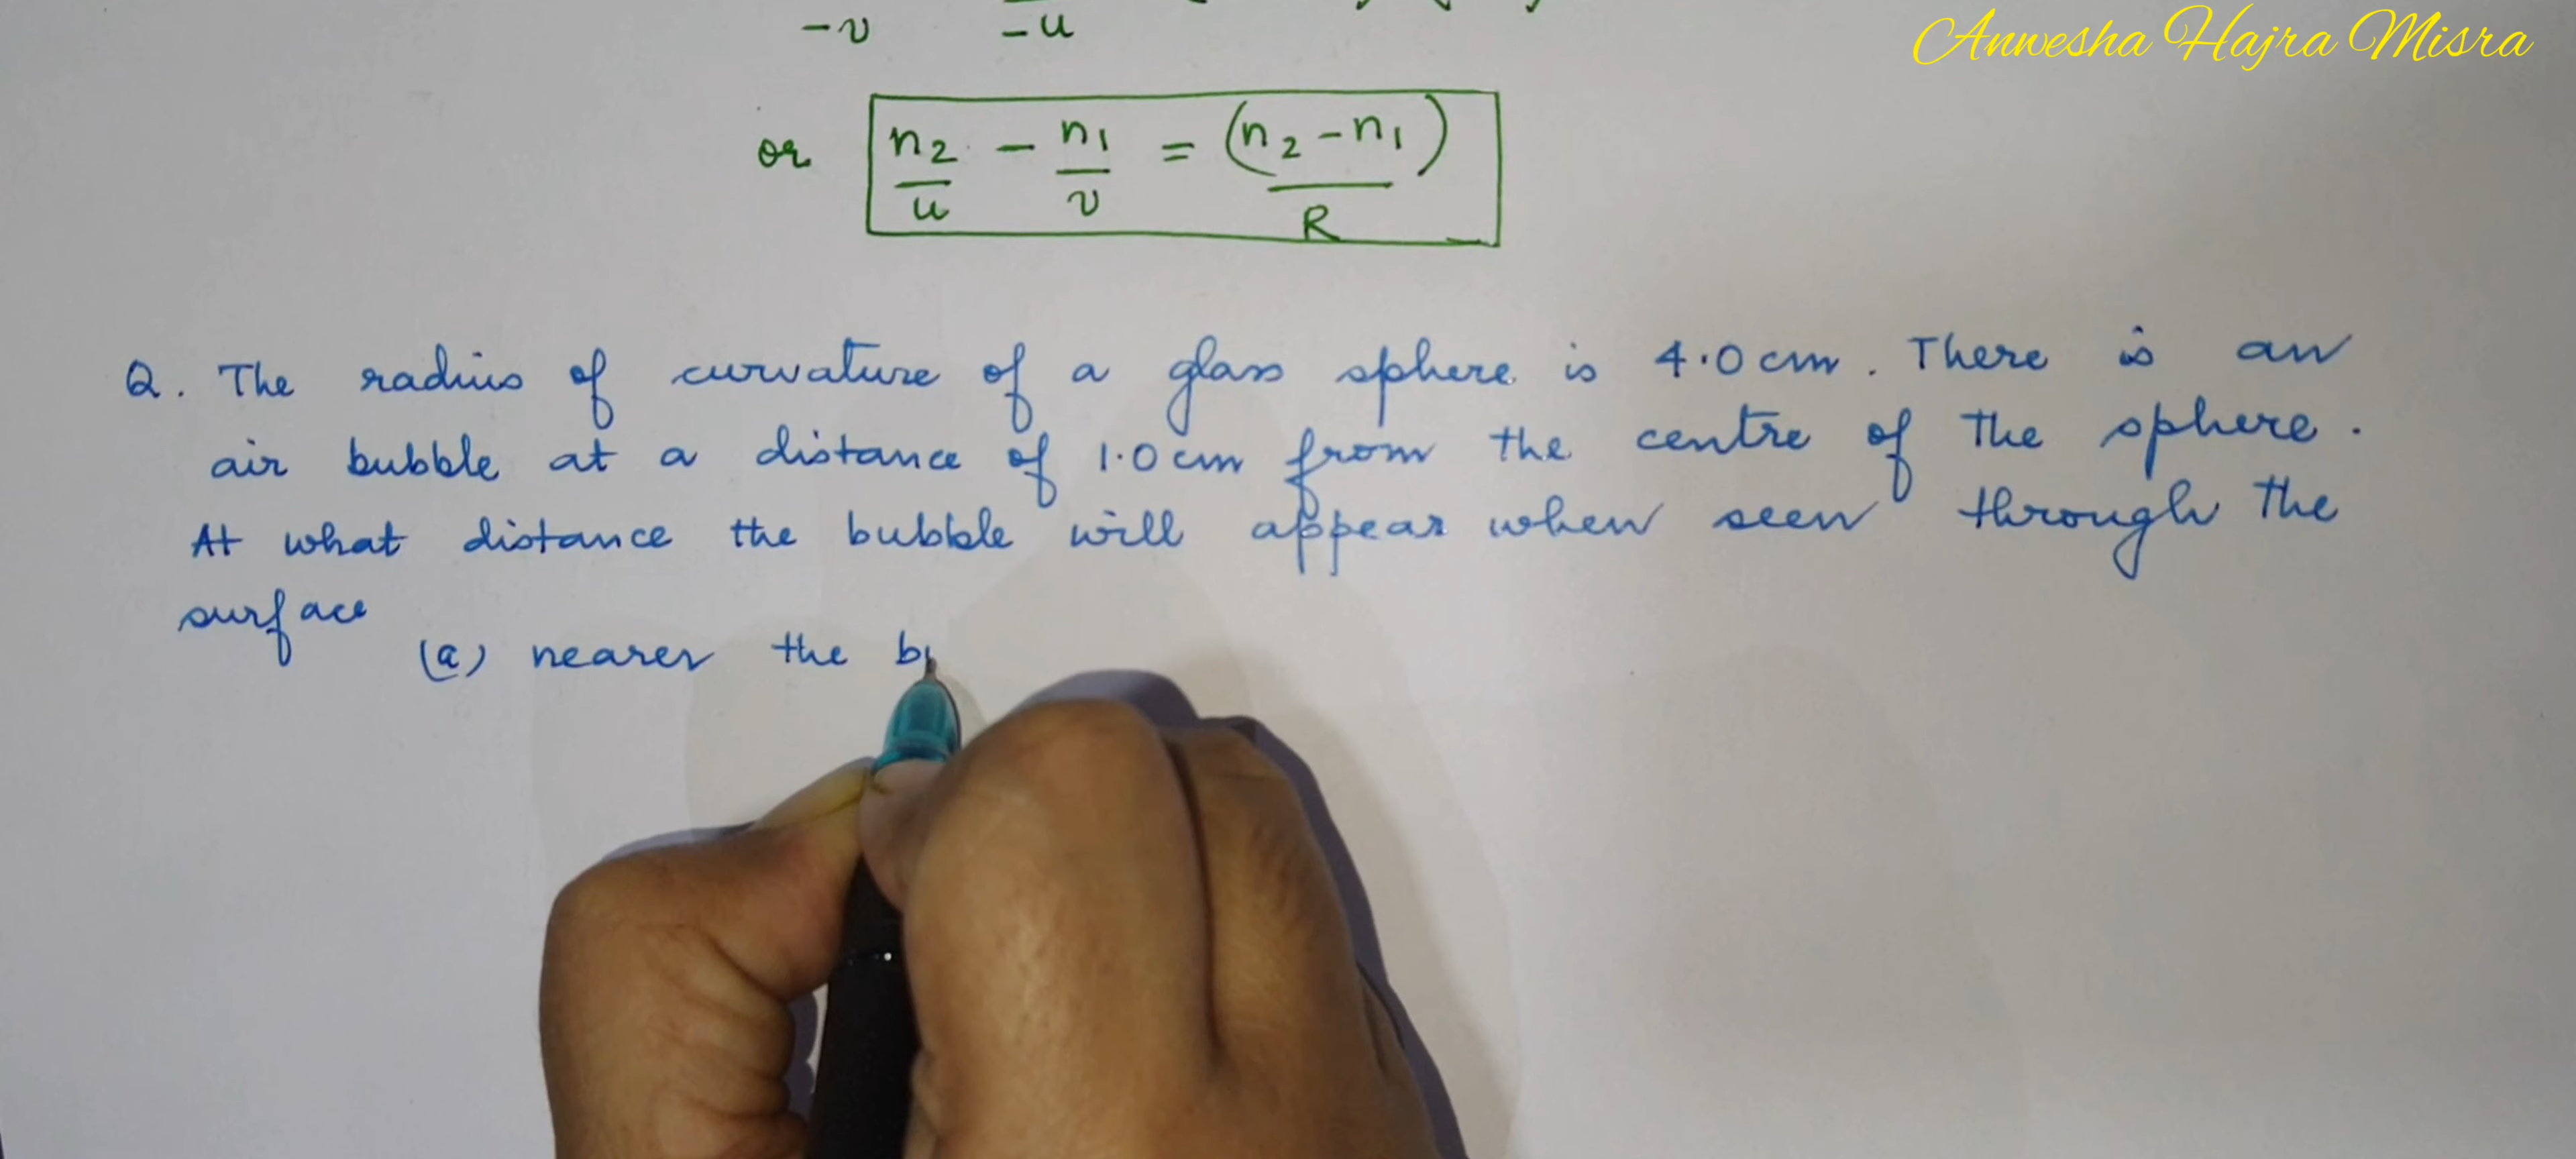 -v -u
Anwesha Hajra Misra
or n2/u - n1/v = (n2-n1)/R
Q. The radius of curvature of a glass sphere is 4.0 cm. There is an
air bubble at a distance of 1.0 cm from the centre of the sphere.
At what distance the bubble will appear when seen through the
surface
(a) nearer the